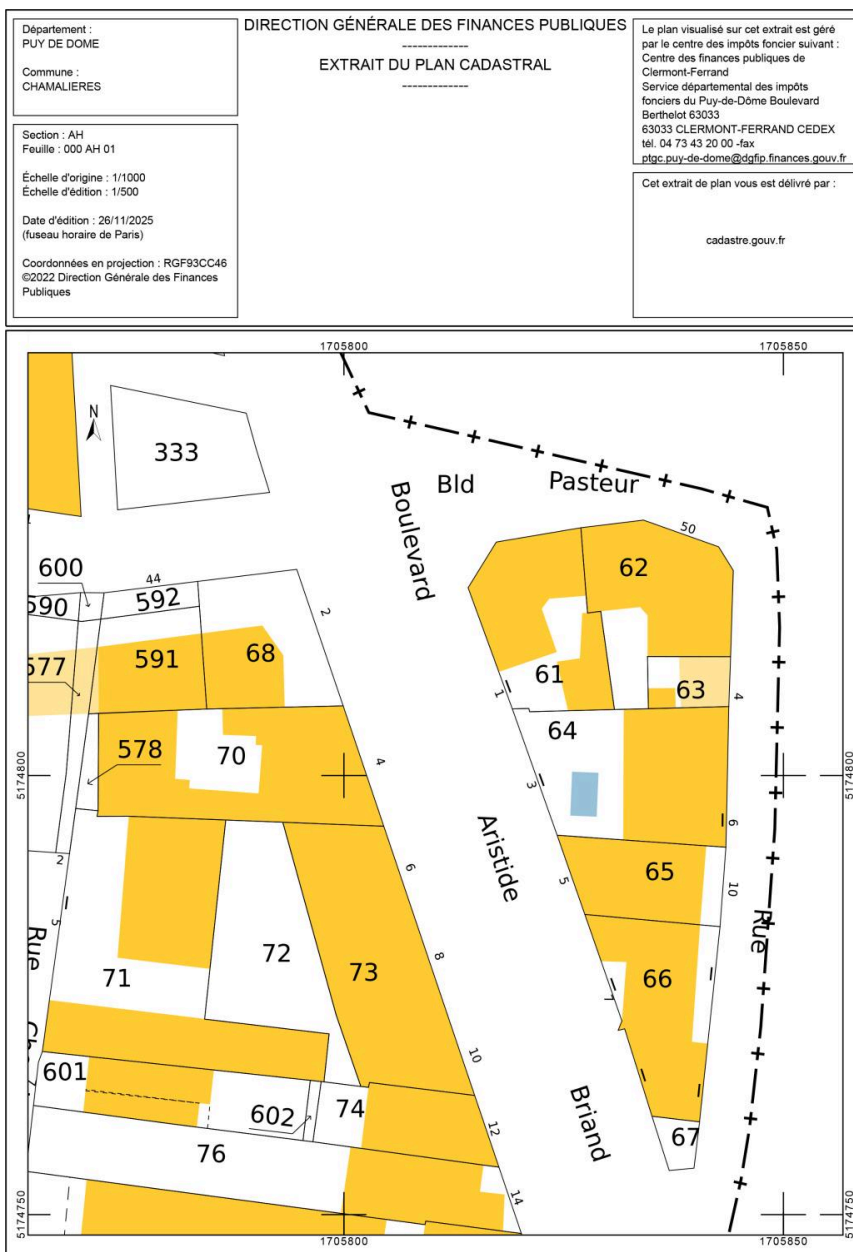 Département :
PUY DE DOME
Commune :
CHAMALIERES
Section : AH
Feuille : 000 AH 01
Échelle d'origine : 1/1000
Échelle d'édition : 1/500
Date d'édition : 26/11/2025
(fuseau horaire de Paris)
Coordonnées en projection : RGF93CC46
©2022 Direction Générale des Finances
Publiques
DIRECTION GÉNÉRALE DES FINANCES PUBLIQUES
-------------
EXTRAIT DU PLAN CADASTRAL
-------------
Le plan visualisé sur cet extrait est géré
par le centre des impôts foncier suivant :
Centre des finances publiques de
Clermont-Ferrand
Service départemental des impôts
fonciers du Puy-de-Dôme Boulevard
Berthelot 63033
63033 CLERMONT-FERRAND CEDEX
tél. 04 73 43 20 00 -fax
ptgc.puy-de-dome@dgfip.finances.gouv.fr
Cet extrait de plan vous est délivré par :
cadastre.gouv.fr
1705800
1705850
N
333
Bld Pasteur
Boulevard
50
600
44
590
592
2
62
577
591
68
61
63
1
4
578
70
64
4
5174800
5174800
3
6
2
6
Aristide
65
5
10
5
Rue
8
Rue
71
72
73
66
7
601
10
602
74
12
Briand
67
76
14
5174750
5174750
1705800
1705850